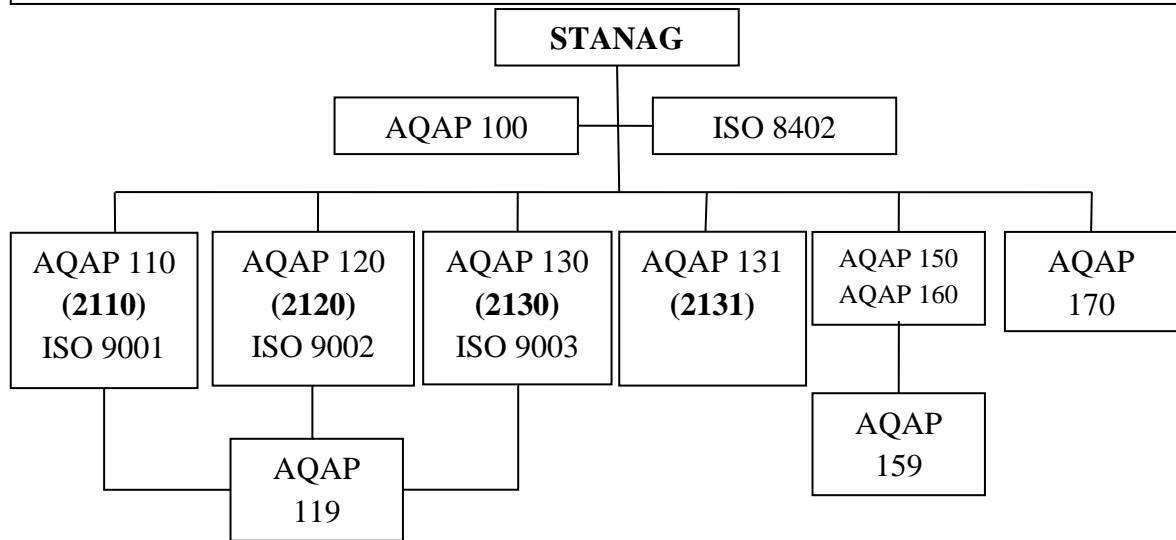 STANAG
AQAP 100
ISO 8402
AQAP 110
(2110)
ISO 9001
AQAP 120
(2120)
ISO 9002
AQAP 130
(2130)
ISO 9003
AQAP 131
(2131)
AQAP 150
AQAP 160
AQAP
170
AQAP
119
AQAP
159